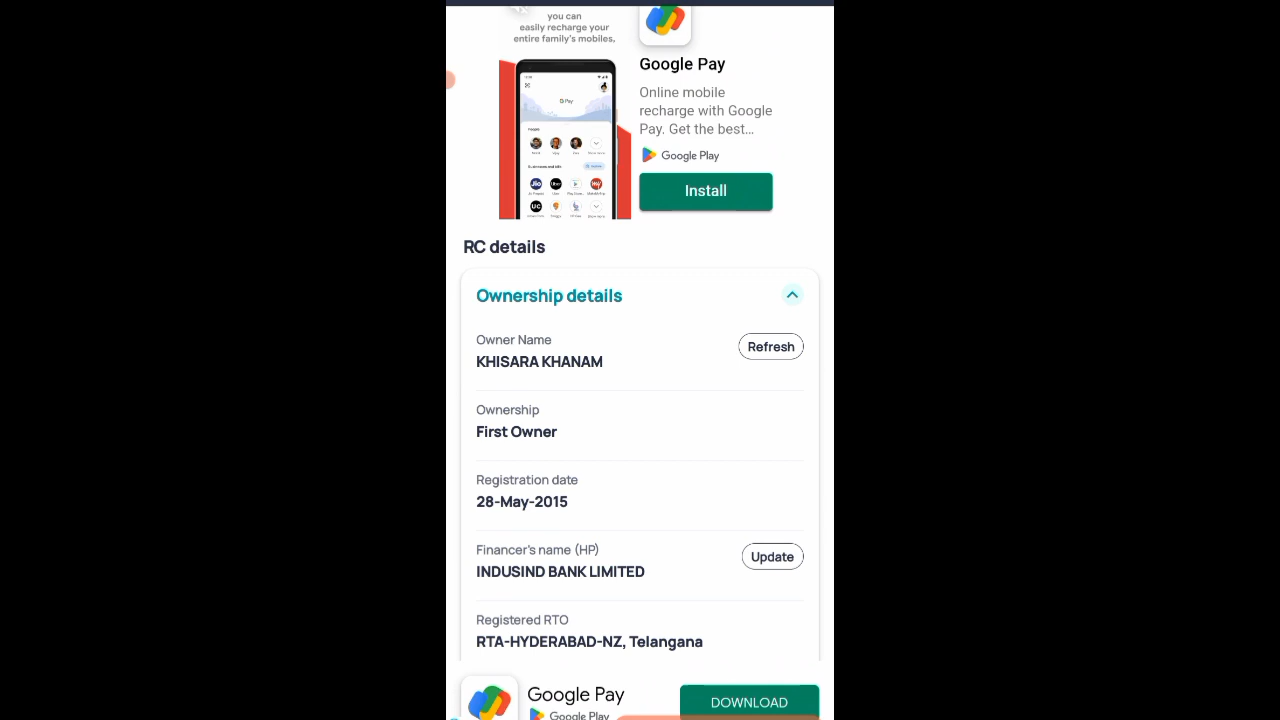 you can
easily recharge your
entire family's mobiles,
G Pay
Google Pay
Online mobile
recharge with Google
Pay. Get the best...
Google Play
Install
RC details
Ownership details
Owner Name
KHISARA KHANAM
Refresh
Ownership
First Owner
Registration date
28-May-2015
Financer's name (HP)
INDUSIND BANK LIMITED
Update
Registered RTO
RTA-HYDERABAD-NZ, Telangana
Google Pay
Google Play
DOWNLOAD